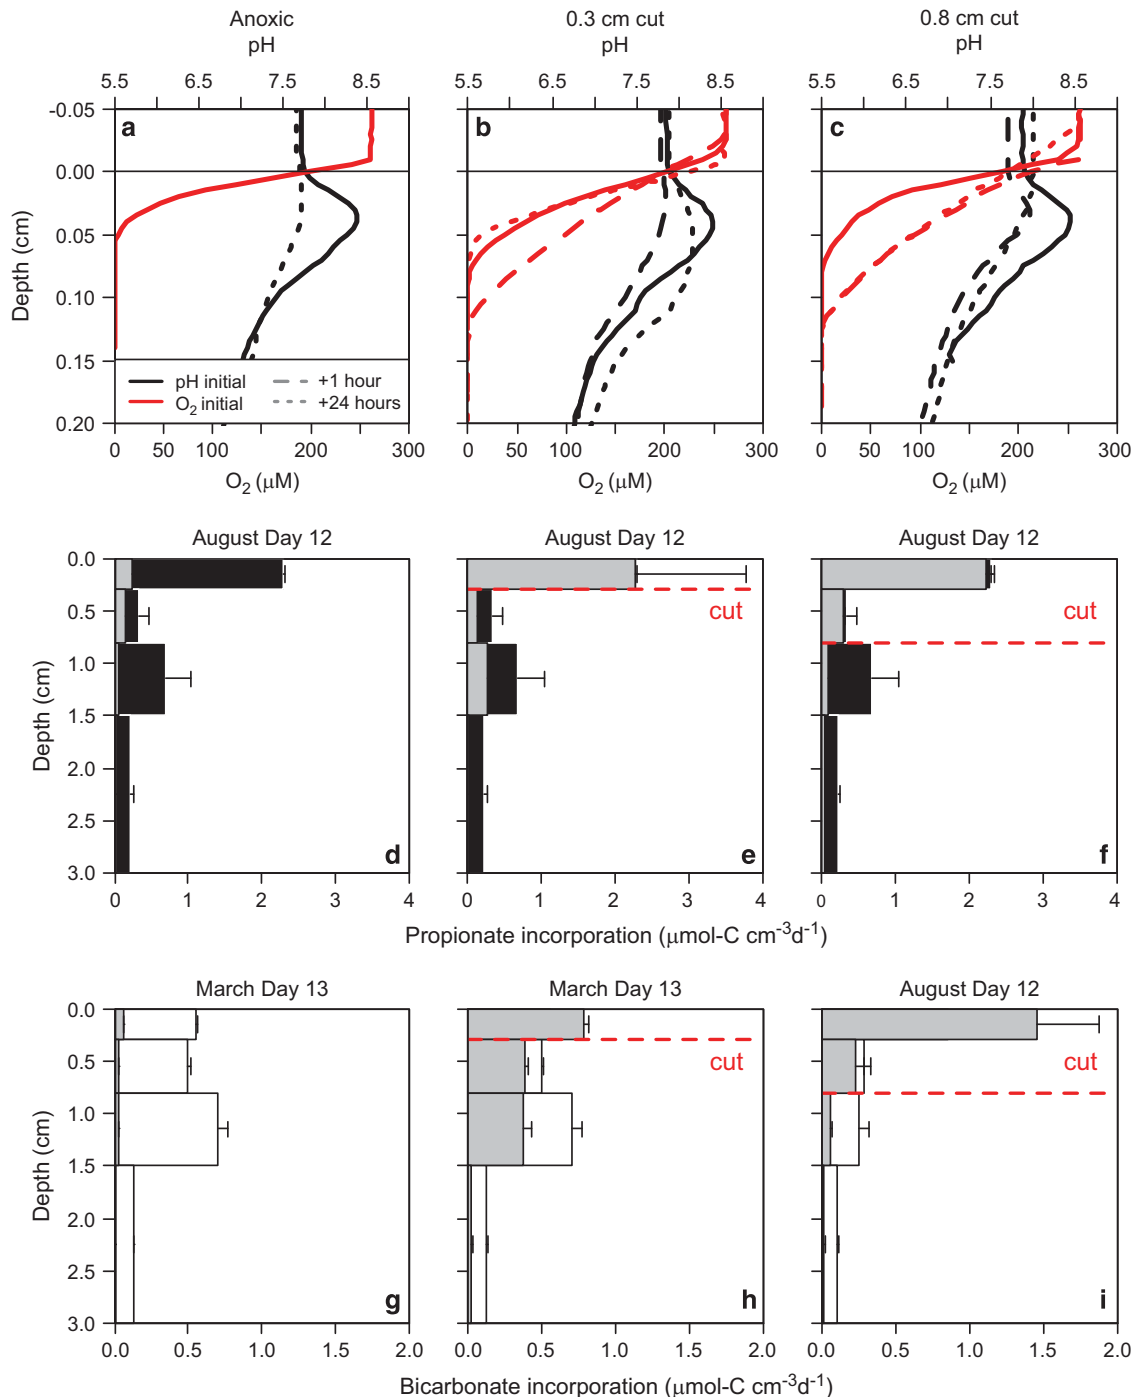 Anoxic
pH
5.5 6.5 7.5 8.5
0.3 cm cut
pH
5.5 6.5 7.5 8.5
0.8 cm cut
pH
5.5 6.5 7.5 8.5
Depth (cm)
-0.05
0.00
0.05
0.10
0.15
0.20
a
b
c
pH initial
O2 initial
+1 hour
+24 hours
0 100 200 300
O2 (μM)
0 50 100 150 200 250 300
O2 (μM)
0 50 100 150 200 250 300
O2 (μM)
August Day 12
August Day 12
August Day 12
Depth (cm)
0.0
0.5
1.0
1.5
2.0
2.5
3.0
cut
cut
d
e
f
0 1 2 3 4
0 1 2 3 4
0 1 2 3 4
Propionate incorporation (μmol-C cm-3d-1)
March Day 13
March Day 13
August Day 12
Depth (cm)
0.0
0.5
1.0
1.5
2.0
2.5
3.0
cut
cut
g
h
i
0.0 0.5 1.0 1.5 2.0
0.0 0.5 1.0 1.5 2.0
0.0 0.5 1.0 1.5 2.0
Bicarbonate incorporation (μmol-C cm-3d-1)